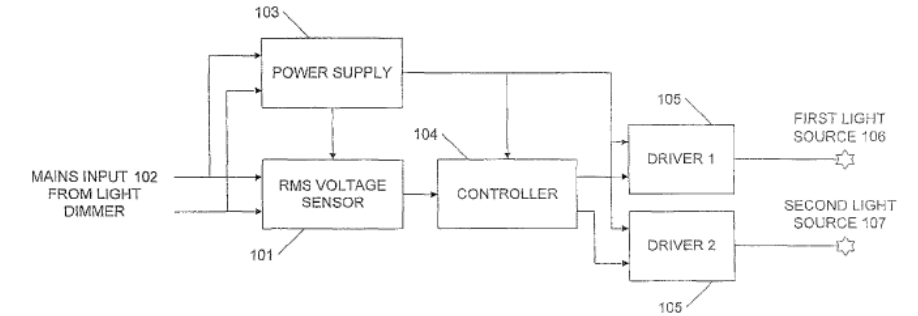 103
POWER SUPPLY
105
FIRST LIGHT
SOURCE 106
104
DRIVER 1
MAINS INPUT 102
FROM LIGHT
DIMMER
RMS VOLTAGE
SENSOR
CONTROLLER
SECOND LIGHT
SOURCE 107
101
DRIVER 2
105